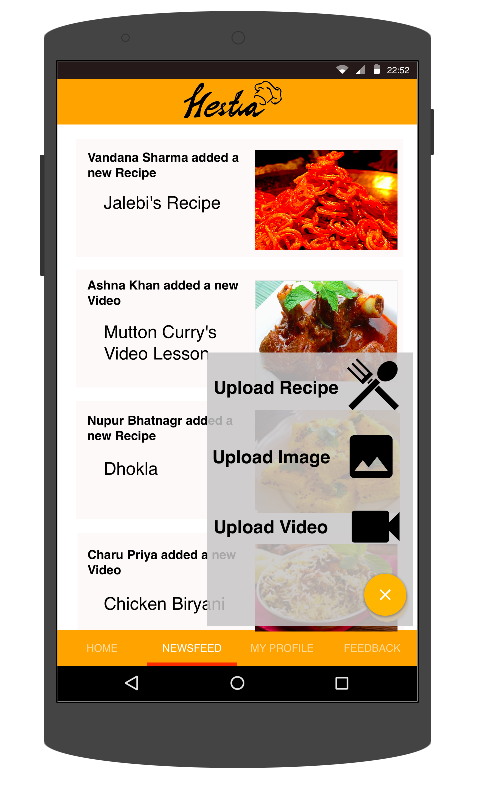 22:52
Hestia
Vandana Sharma added a
new Recipe
Jalebi's Recipe
Ashna Khan added a new
Video
Mutton Curry's
Video Lesson
Upload Recipe
Nupur Bhatnagr added a
new Recipe
Upload Image
Dhokla
Upload Video
Charu Priya added a new
Video
Chicken Biryani
HOME
NEWSFEED
MY PROFILE
FEEDBACK